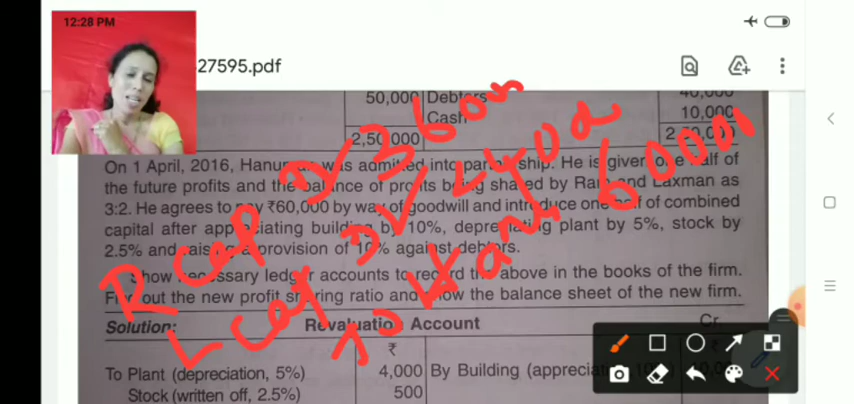 12:28 PM
27595.pdf
50,000 Debtors 40,000
Cash 10,000
2,50,000
On 1 April, 2016, Hanuman was admitted into partnership. He is given one half of
the future profits and the balance of profits being shared by Ram and Laxman as
3:2. He agrees to pay ₹60,000 by way of goodwill and introduce one half of combined
capital after appreciating building by 10%, depreciating plant by 5%, stock by
2.5% and raising a provision of 10% against debtors.
Show necessary ledger accounts to record the above in the books of the firm.
Find out the new profit sharing ratio and show the balance sheet of the new firm.
Solution: Revaluation Account Cr.
₹
To Plant (depreciation, 5%) 4,000 By Building
Stock (written off, 2.5%) 500
R cap
L cap
To